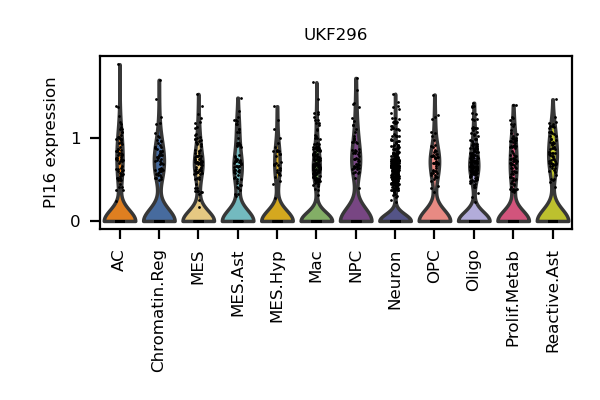 UKF296
PI16 expression
1
0
AC
Chromatin.Reg
MES
MES.Ast
MES.Hyp
Mac
NPC
Neuron
OPC
Oligo
Prolif.Metab
Reactive.Ast